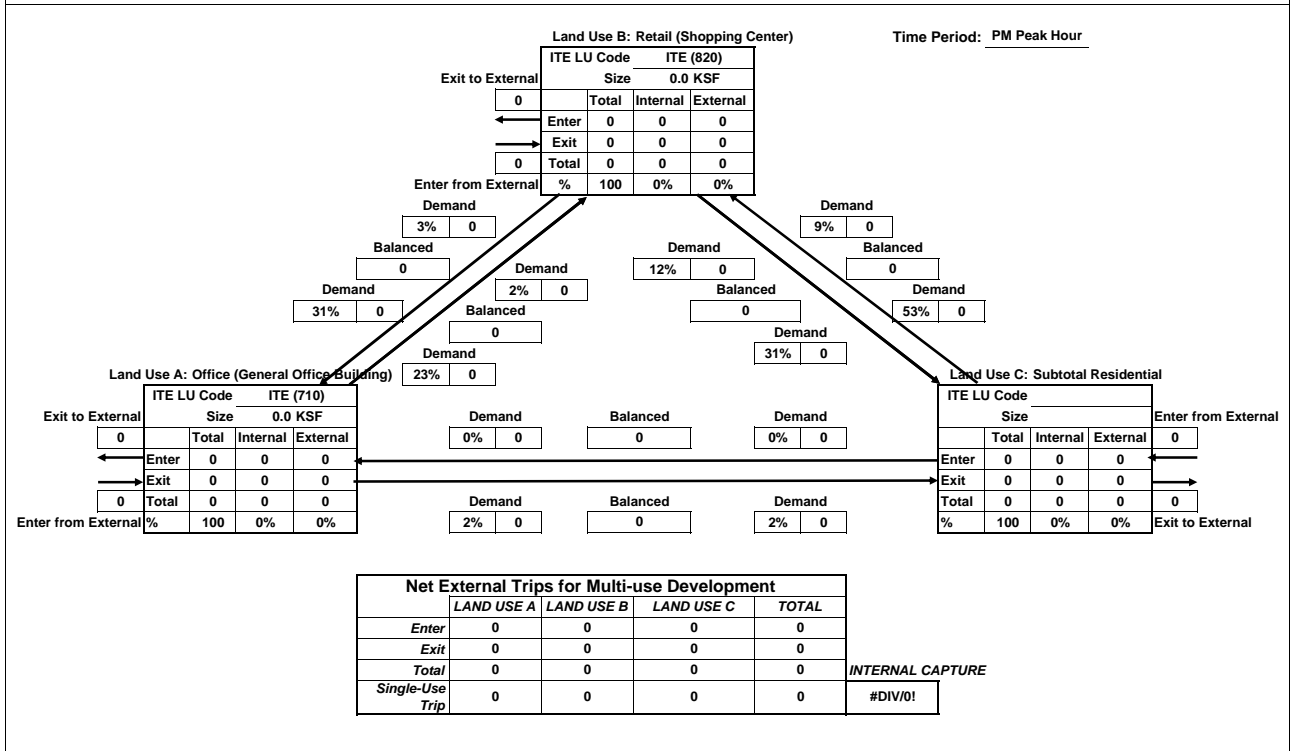 Land Use B: Retail (Shopping Center)
Time Period: PM Peak Hour
ITE LU Code ITE (820)
Exit to External Size 0.0 KSF
0 Total Internal External
Enter 0 0 0
Exit 0 0 0
0 Total 0 0 0
Enter from External % 100 0% 0%
Demand Demand
3% 0 9% 0
Balanced Demand Balanced
0 Demand 12% 0 0
Demand 2% 0 Balanced Demand
31% 0 Balanced 0 53% 0
0 Demand
Demand 31% 0
Land Use A: Office (General Office Building) 23% 0 Land Use C: Subtotal Residential
ITE LU Code ITE (710) ITE LU Code
Exit to External Size 0.0 KSF Demand Balanced Demand Size Enter from External
0 Total Internal External 0% 0 0 0% 0 Total Internal External 0
Enter 0 0 0 Enter 0 0 0
Exit 0 0 0 Exit 0 0 0
0 Total 0 0 0 Demand Balanced Demand Total 0 0 0 0
Enter from External % 100 0% 0% 2% 0 0 2% 0 % 100 0% 0% Exit to External
Net External Trips for Multi-use Development
LAND USE A LAND USE B LAND USE C TOTAL
Enter 0 0 0 0
Exit 0 0 0 0
Total 0 0 0 0 INTERNAL CAPTURE
Single-Use
Trip 0 0 0 0 #DIV/0!